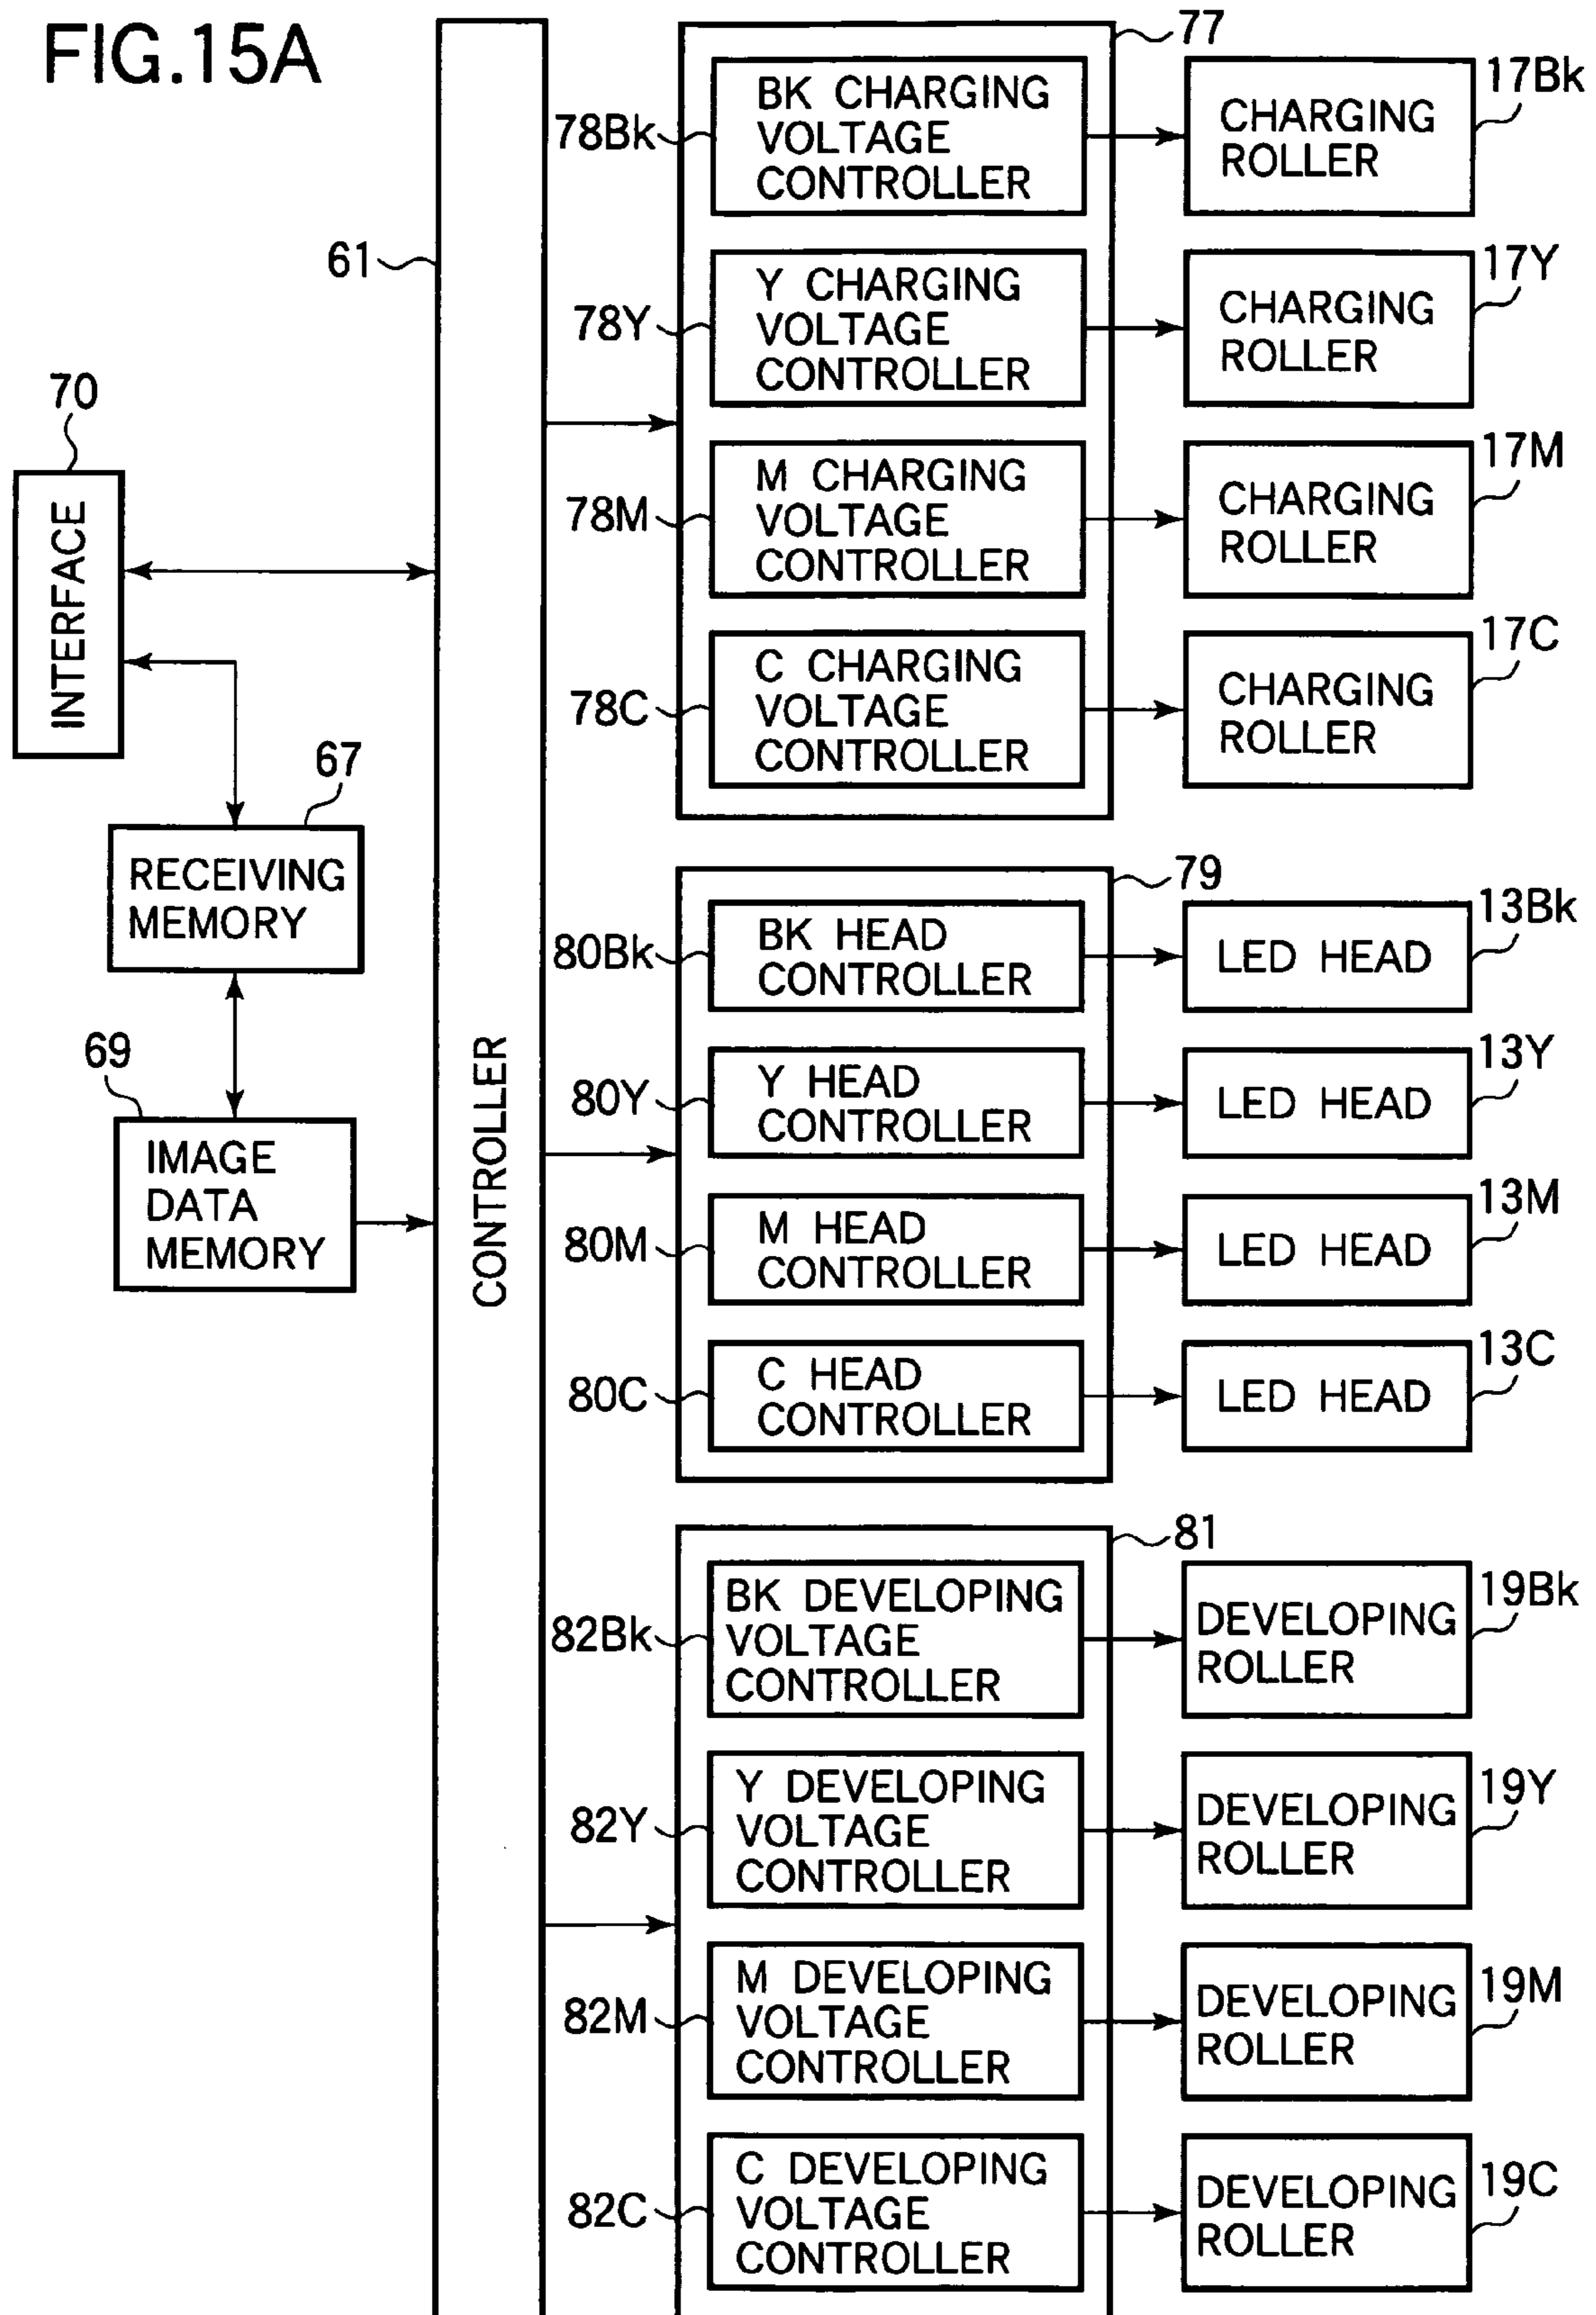 FIG.15A
77
BK CHARGING
VOLTAGE
CONTROLLER
78Bk
CHARGING
ROLLER
17Bk
61
Y CHARGING
VOLTAGE
CONTROLLER
78Y
CHARGING
ROLLER
17Y
70
INTERFACE
M CHARGING
VOLTAGE
CONTROLLER
78M
CHARGING
ROLLER
17M
C CHARGING
VOLTAGE
CONTROLLER
78C
CHARGING
ROLLER
17C
67
RECEIVING
MEMORY
69
IMAGE
DATA
MEMORY
CONTROLLER
79
BK HEAD
CONTROLLER
80Bk
LED HEAD
13Bk
Y HEAD
CONTROLLER
80Y
LED HEAD
13Y
M HEAD
CONTROLLER
80M
LED HEAD
13M
C HEAD
CONTROLLER
80C
LED HEAD
13C
81
BK DEVELOPING
VOLTAGE
CONTROLLER
82Bk
DEVELOPING
ROLLER
19Bk
Y DEVELOPING
VOLTAGE
CONTROLLER
82Y
DEVELOPING
ROLLER
19Y
M DEVELOPING
VOLTAGE
CONTROLLER
82M
DEVELOPING
ROLLER
19M
C DEVELOPING
VOLTAGE
CONTROLLER
82C
DEVELOPING
ROLLER
19C